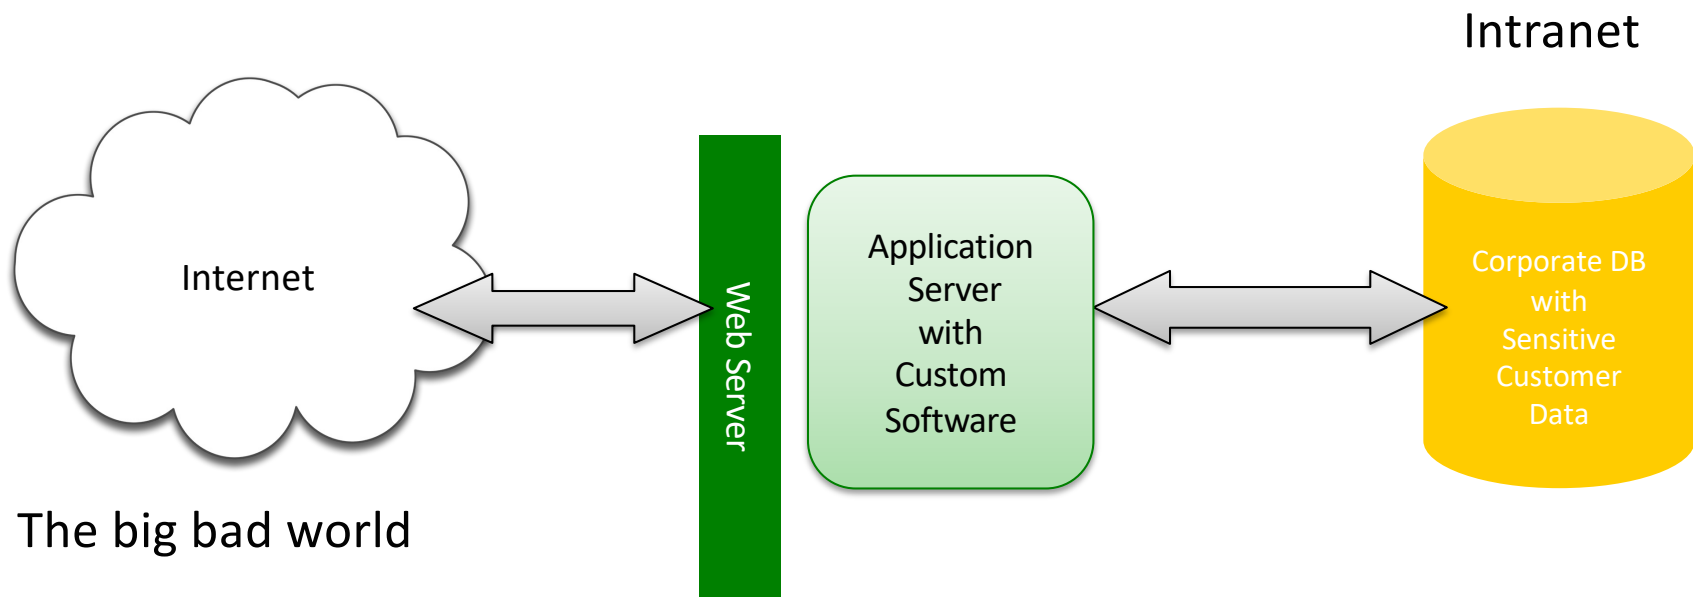 Intranet
Internet
The big bad world
Web Server
Application
Server
with
Custom
Software
Corporate DB
with
Sensitive
Customer
Data